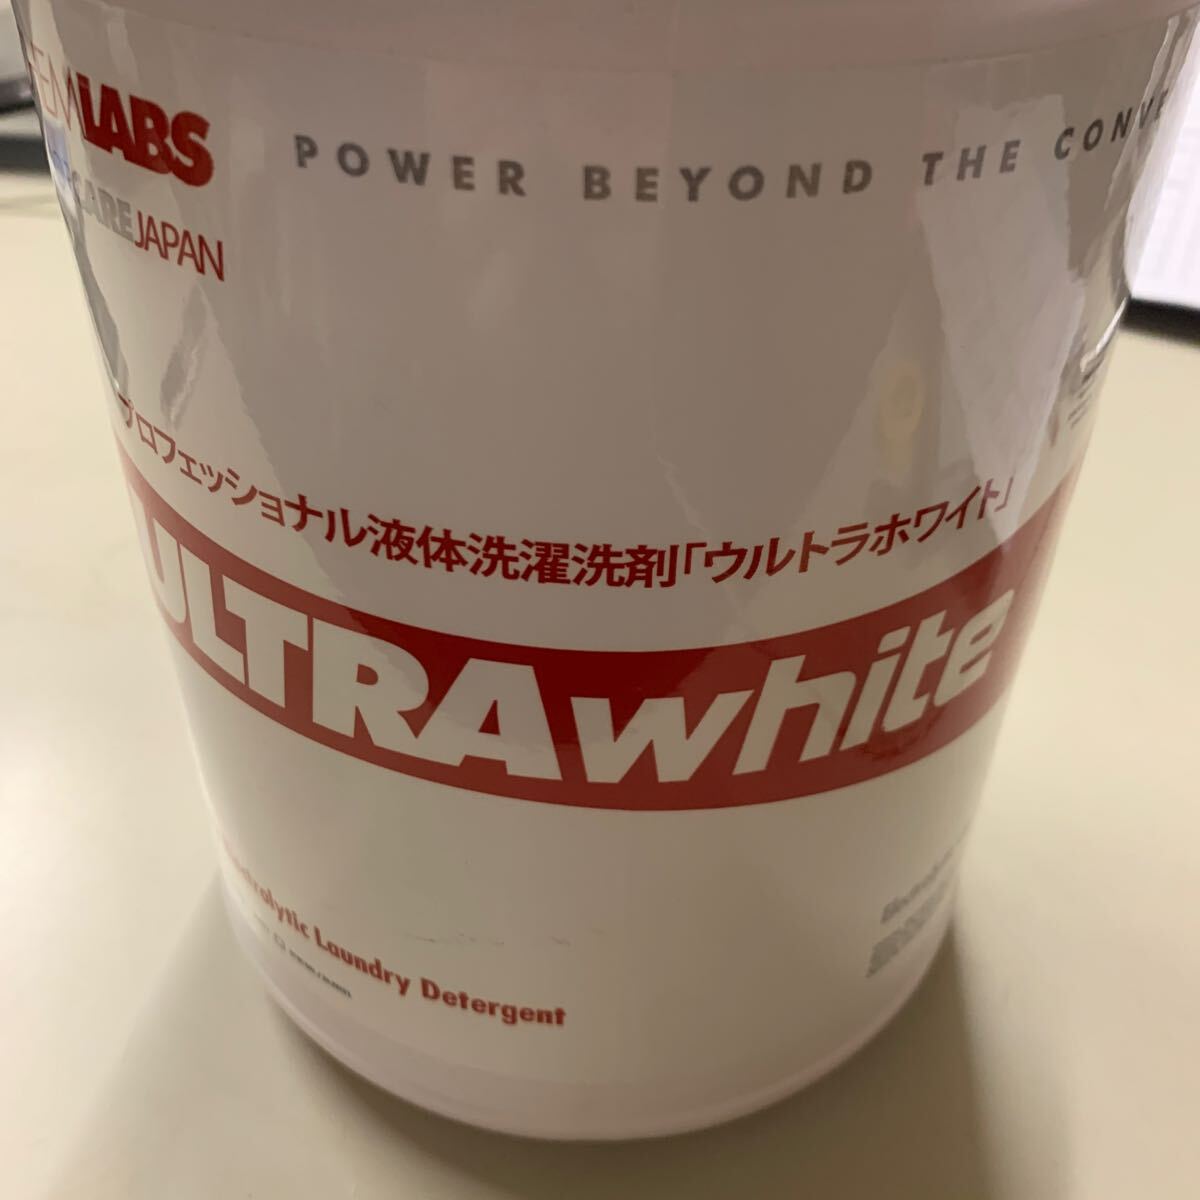 LABS
POWER BEYOND THE
CARE JAPAN
プロフェッショナル液体洗濯洗剤「ウルトラホワイト」
ULTRAwhite
Laundry Detergent